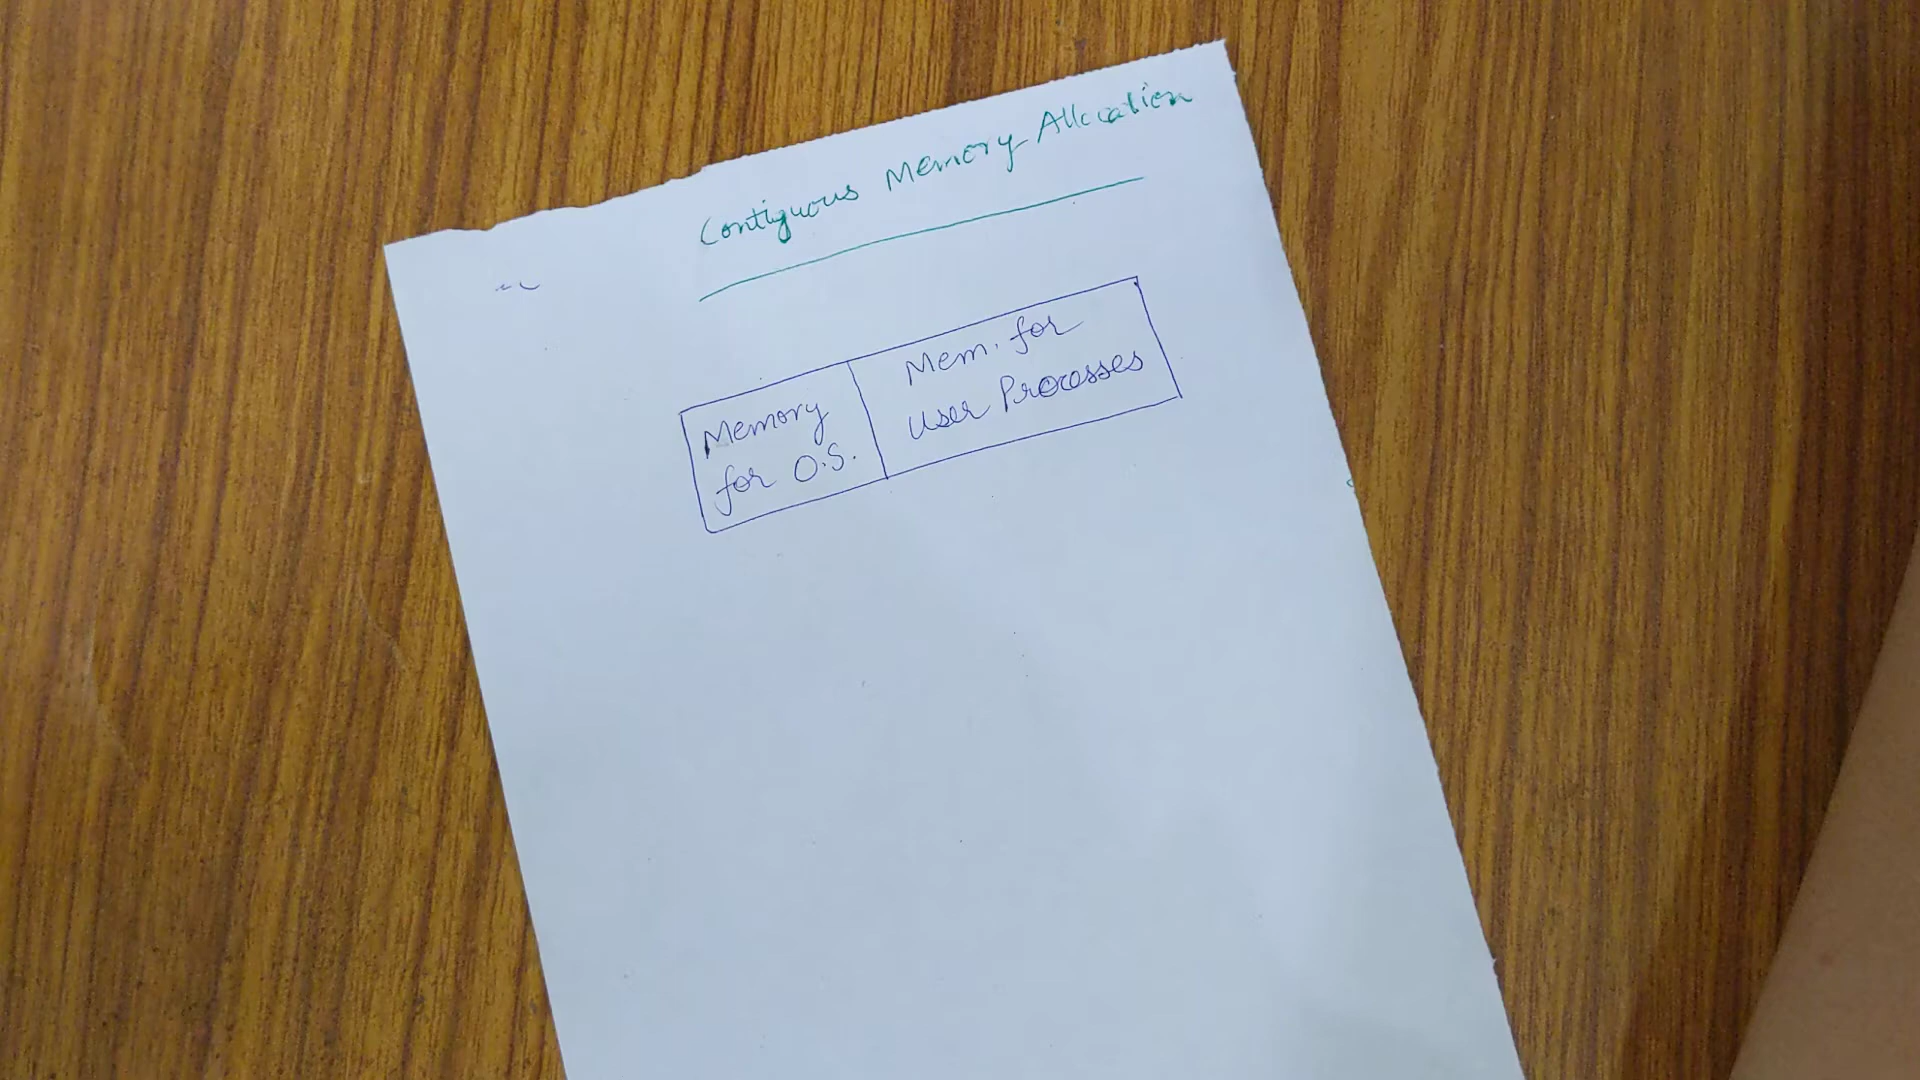 Contiguous Memory Allocation
Memory
for O.S.
Mem. for
user Processes